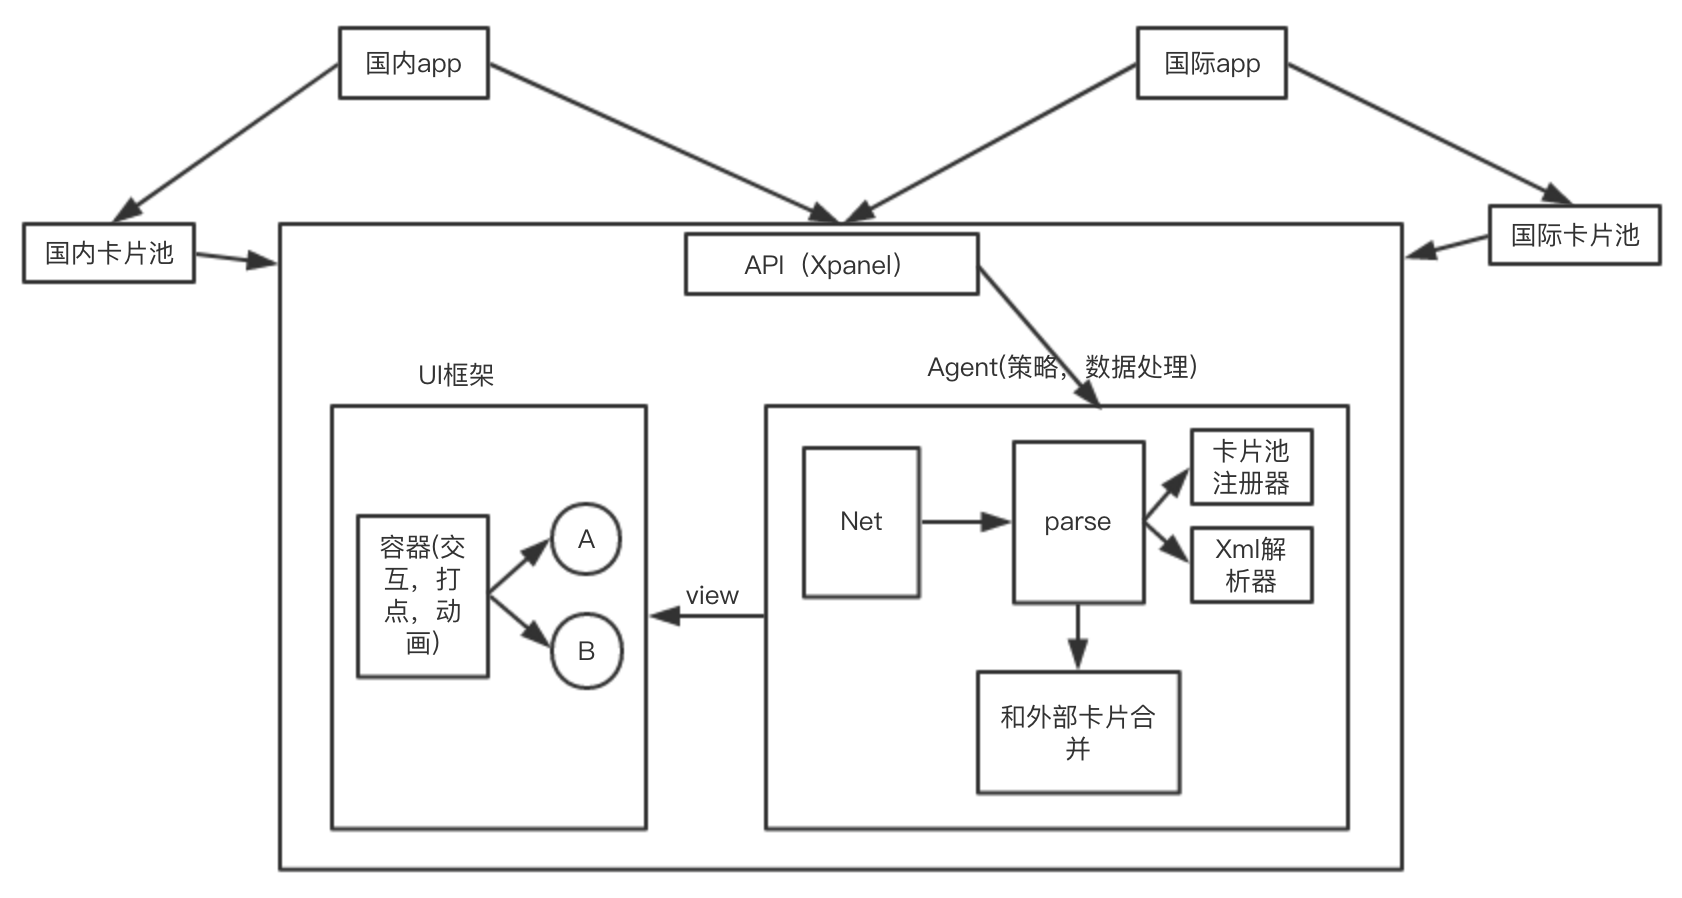 国内app
国际app
国内卡片池
国际卡片池
API（Xpanel）
Agent(策略，数据处理)
UI框架
卡片池
注册器
Net
parse
Xml解
析器
容器(交
互，打
点，动
画)
A
B
view
和外部卡片合
并